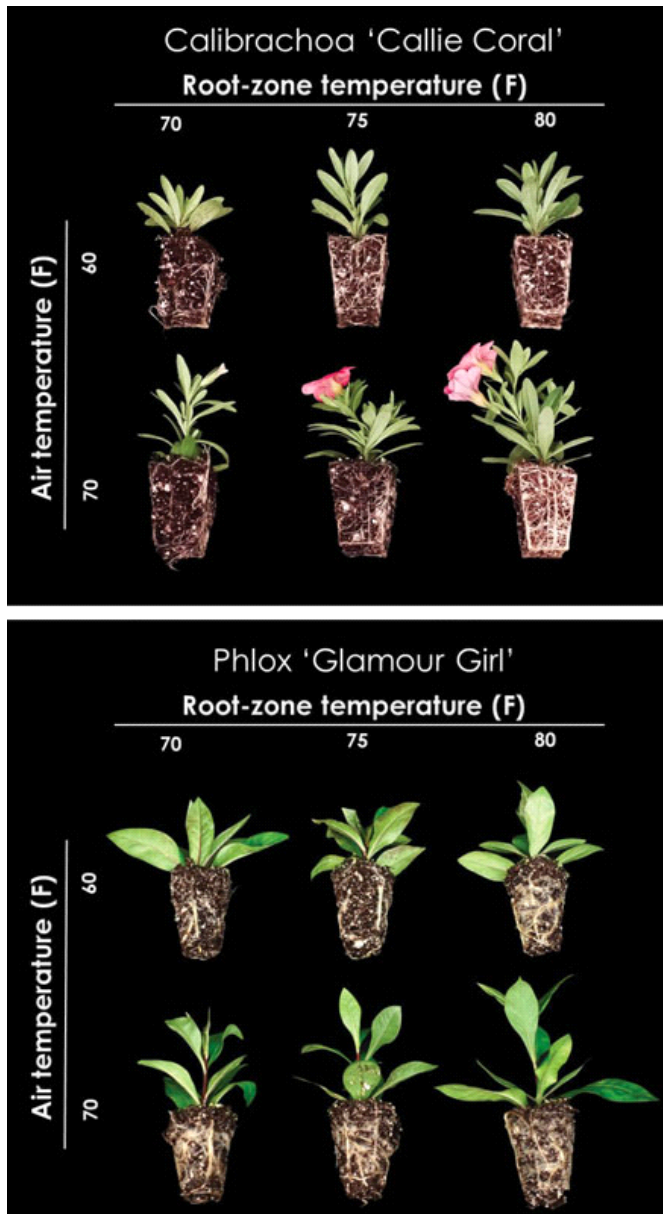 Calibrachoa ‘Callie Coral’
Root-zone temperature (F)
70 75 80
Air temperature (F)
60
70
Phlox ‘Glamour Girl’
Root-zone temperature (F)
70 75 80
Air temperature (F)
60
70